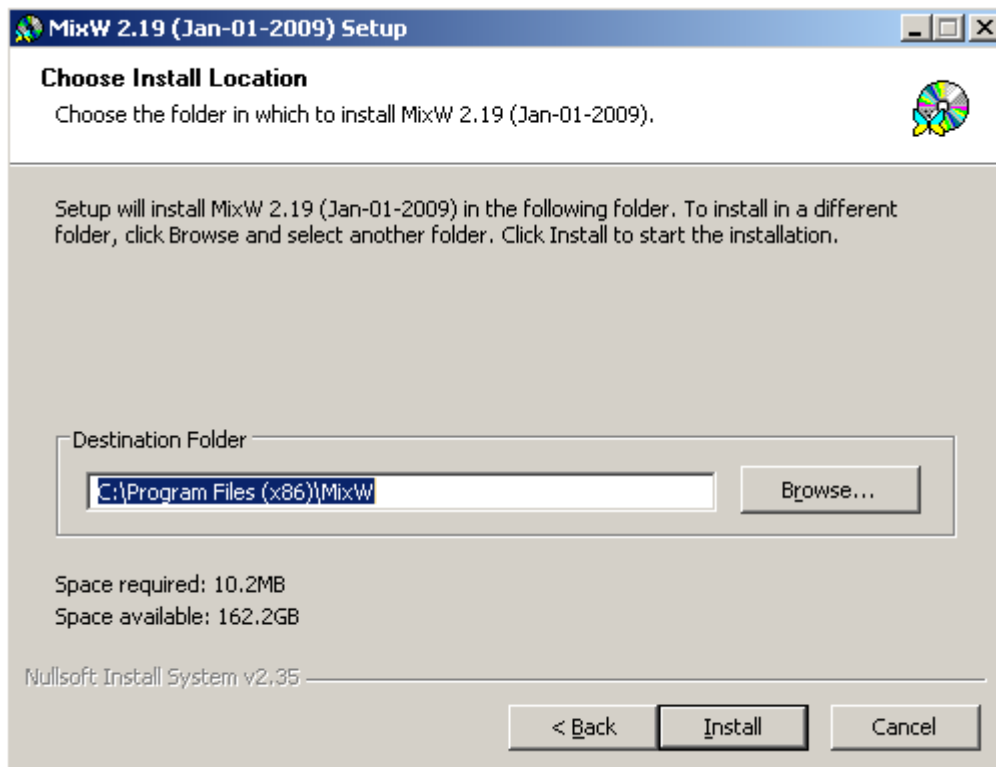 MixW 2.19 (Jan-01-2009) Setup
Choose Install Location
Choose the folder in which to install MixW 2.19 (Jan-01-2009).
Setup will install MixW 2.19 (Jan-01-2009) in the following folder. To install in a different
folder, click Browse and select another folder. Click Install to start the installation.
Destination Folder
C:\Program Files (x86)\MixW
Browse...
Space required: 10.2MB
Space available: 162.2GB
Nullsoft Install System v2.35
< Back
Install
Cancel